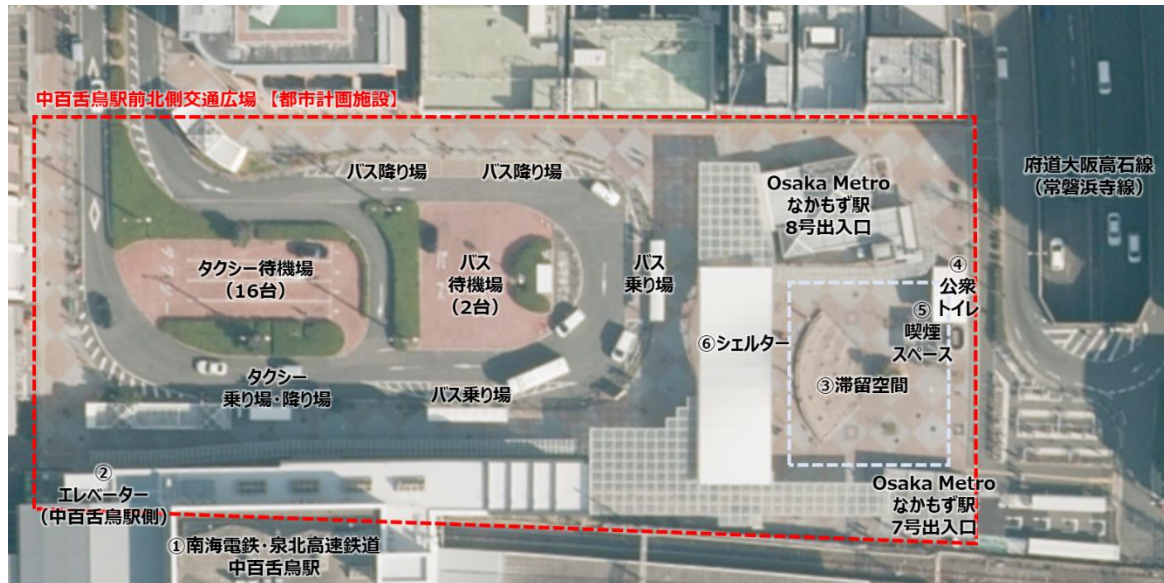 中百舌鳥駅前北側交通広場 【都市計画施設】
バス降り場
バス降り場
Osaka Metro
なかもず駅
8号出入口
府道大阪高石線
（常磐浜寺線）
タクシー待機場
（16台）
バス
待機場
（2台）
バス
乗り場
④
公衆
トイレ
⑤
喫煙
スペース
⑥シェルター
③滞留空間
タクシー
乗り場・降り場
バス乗り場
②
エレベーター
（中百舌鳥駅側）
Osaka Metro
なかもず駅
7号出入口
①南海電鉄・泉北高速鉄道
中百舌鳥駅